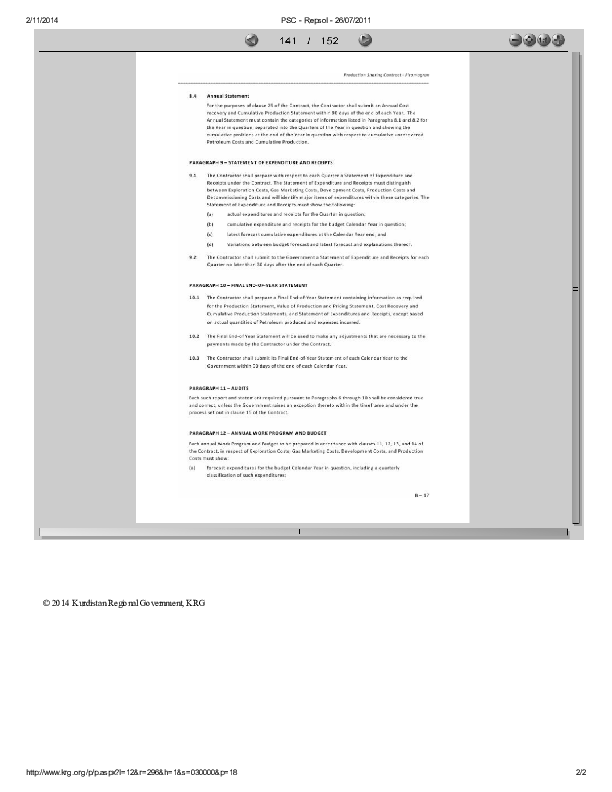 2/11/2014 PSC - Repsol - 26/07/2011
141 / 152
Production Sharing Contract –
8.4 Annual Statement
For the purposes of clause 25 of the Contract, the Contractor shall submit an Annual Cost
recovery and Cumulative Production Statement within 90 days of the end of each Year. The
Annual Statement must contain the categories of information listed in Paragraphs 8.1 and 8.2 for
the Year in question, separated into the Quarters of the Year in question and showing the
cumulative positions at the end of the Year in question with respect to cumulative unrecovered
Petroleum Costs and Cumulative Production.
PARAGRAPH 9 – STATEMENT OF EXPENDITURE AND RECEIPTS
9.1 The Contractor shall prepare with respect to each Quarter a Statement of Expenditure and
Receipts under the Contract. The Statement of Expenditure and Receipts must distinguish
between Exploration Costs, Gas Marketing Costs, Development Costs, Production Costs and
Decommissioning Costs and will identify major items of expenditures within these categories. The
Statement of Expenditure and Receipts must show the following:
(a) actual expenditures and receipts for the Quarter in question;
(b) cumulative expenditure and receipts for the budget Calendar Year in question;
(c) latest forecast cumulative expenditures at the Calendar Year end; and
(d) variations between budget forecast and latest forecast and explanations thereof.
9.2 The Contractor shall submit to the Government a Statement of Expenditure and Receipts for each
Quarter no later than 30 days after the end of such Quarter.
PARAGRAPH 10 – FINAL END-OF-YEAR STATEMENT
10.1 The Contractor shall prepare a Final End-of-Year Statement containing information as required
for the Production Statement, Value of Production and Pricing Statement, Cost Recovery and
Cumulative Production Statements, and Statement of Expenditures and Receipts, except based
on actual quantities of Petroleum produced and expenses incurred.
10.2 The Final End-of-Year Statement will be used to make any adjustments that are necessary to the
payments made by the Contractor under the Contract.
10.3 The Contractor shall submit its Final End-of-Year Statement of each Calendar Year to the
Government within 90 days of the end of each Calendar Year.
PARAGRAPH 11 – AUDITS
Each such report and statement required pursuant to Paragraphs 6 through 10 shall be considered true
and correct, unless the Government raises an exception thereto within the timeframe and under the
process set out in clause 15 of the Contract.
PARAGRAPH 12 – ANNUAL WORK PROGRAM AND BUDGET
Each annual Work Program and Budget to be prepared in accordance with clauses 11, 12, 13, and 14 of
the Contract, in respect of Exploration Costs, Gas Marketing Costs, Development Costs, and Production
Costs must show:
(a) forecast expenditures for the budget Calendar Year in question, including a quarterly
classification of such expenditures;
B – 17
© 2014 Kurdistan Regional Government, KRG
http://www.krg.org/p/p.aspx?l=12&r=296&h=1&s=030000&p=18 2/2